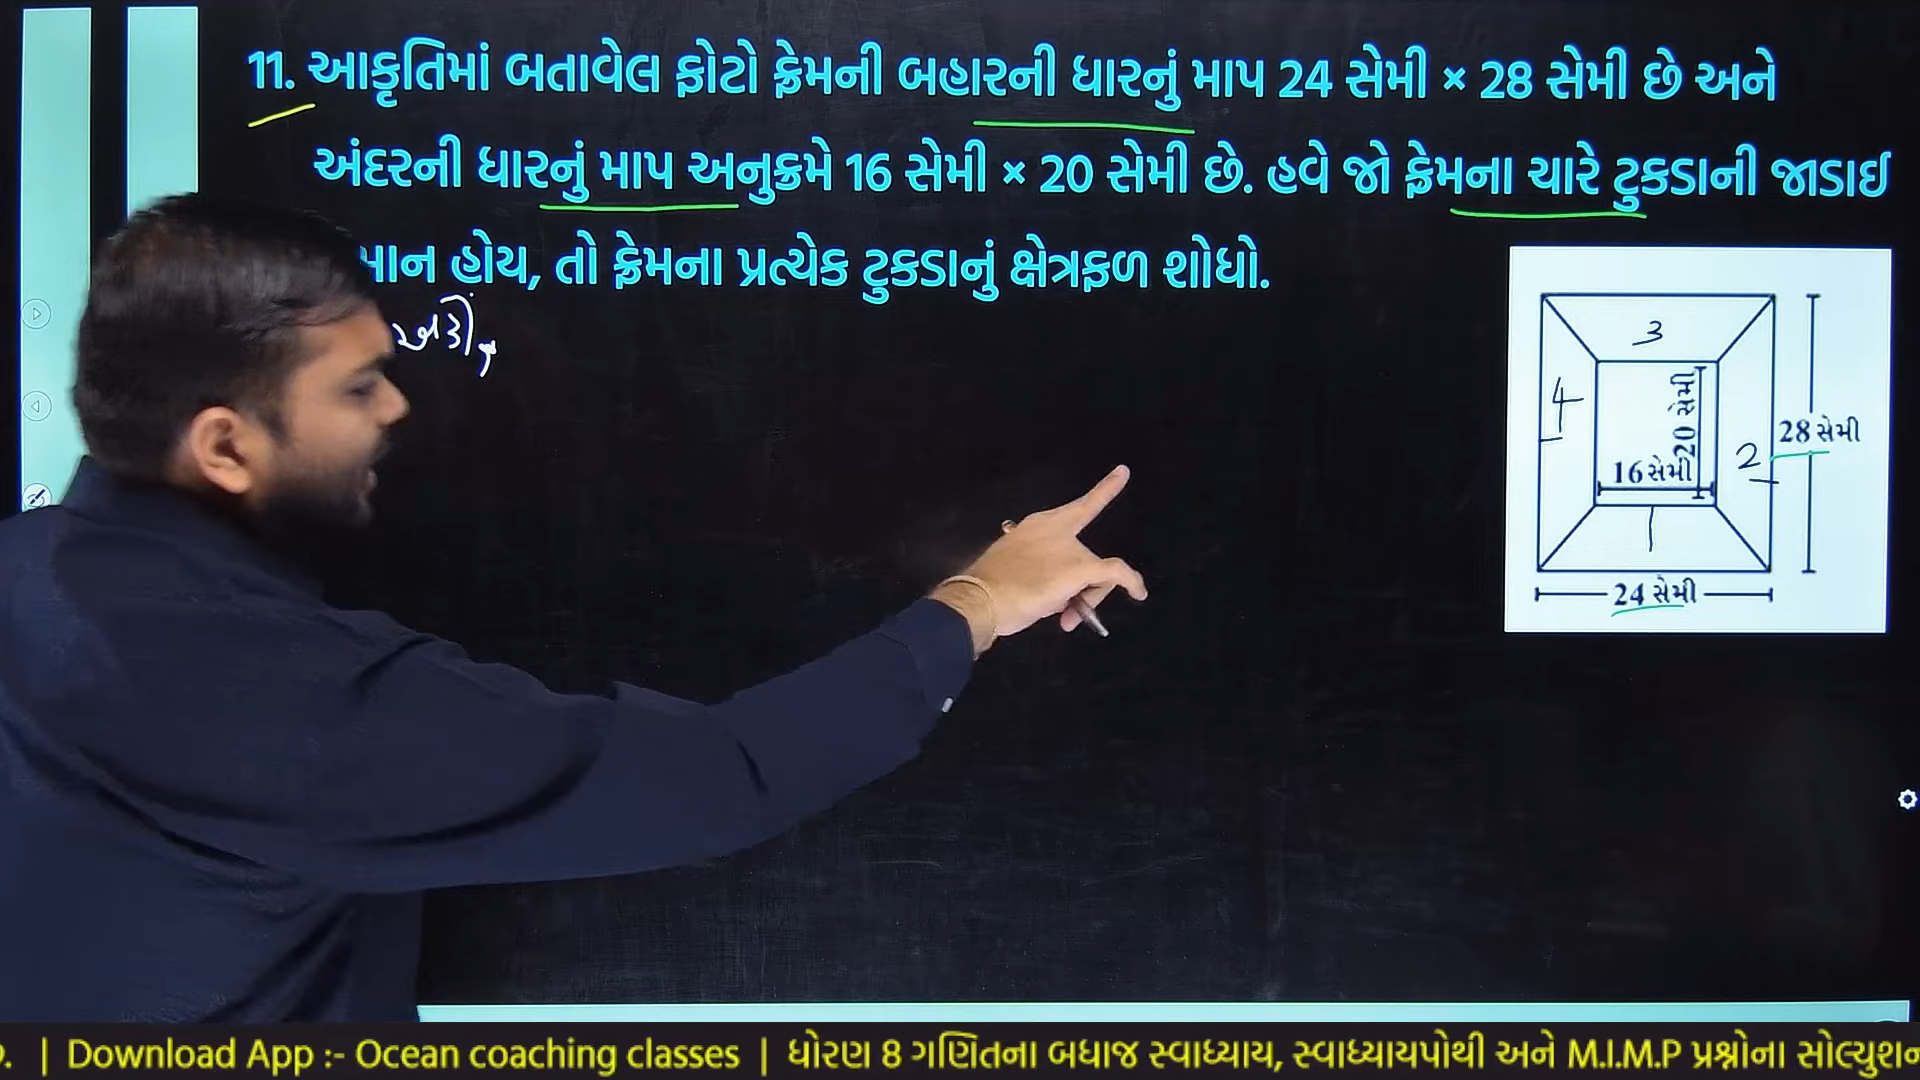 11. આકૃતિમાં બતાવેલ ફોટો ફ્રેમની બહારની ધારનું માપ 24 સેમી × 28 સેમી છે અને
અંદરની ધારનું માપ અનુક્રમે 16 સેમી × 20 સેમી છે. હવે જો ફ્રેમના ચારે ટુકડાની જાડાઈ
માન હોય, તો ફ્રેમના પ્રત્યેક ટુકડાનું ક્ષેત્રફળ શોધો.
3
4
20 સેમી
28 સેમી
2
16 સેમી
1
24 સેમી
. | Download App :- Ocean coaching classes | ધોરણ 8 ગણિતના બધાજ સ્વાધ્યાય, સ્વાધ્યાયપોથી અને M.I.M.P પ્રશ્નોના સોલ્યુશન